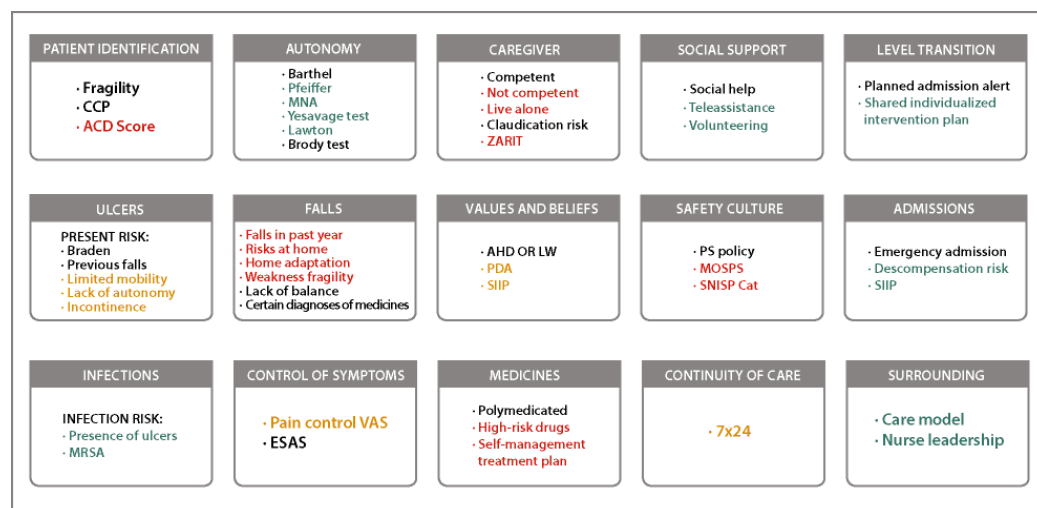 PATIENT IDENTIFICATION
· Fragility
· CCP
· ACD Score
AUTONOMY
· Barthel
· Pfeiffer
· MNA
· Yesavage test
· Lawton
· Brody test
CAREGIVER
· Competent
· Not competent
· Live alone
· Claudication risk
· ZARIT
SOCIAL SUPPORT
· Social help
· Teleassistance
· Volunteering
LEVEL TRANSITION
· Planned admission alert
· Shared individualized
intervention plan
ULCERS
PRESENT RISK:
· Braden
· Previous falls
· Limited mobility
· Lack of autonomy
· Incontinence
FALLS
· Falls in past year
· Risks at home
· Home adaptation
· Weakness fragility
· Lack of balance
· Certain diagnoses of medicines
VALUES AND BELIEFS
· AHD OR LW
· PDA
· SIIP
SAFETY CULTURE
· PS policy
· MOSPS
· SNISP Cat
ADMISSIONS
· Emergency admission
· Descompensation risk
· SIIP
INFECTIONS
INFECTION RISK:
· Presence of ulcers
· MRSA
CONTROL OF SYMPTOMS
· Pain control VAS
· ESAS
MEDICINES
· Polymedicated
· High-risk drugs
· Self-management
treatment plan
CONTINUITY OF CARE
· 7x24
SURROUNDING
· Care model
· Nurse leadership